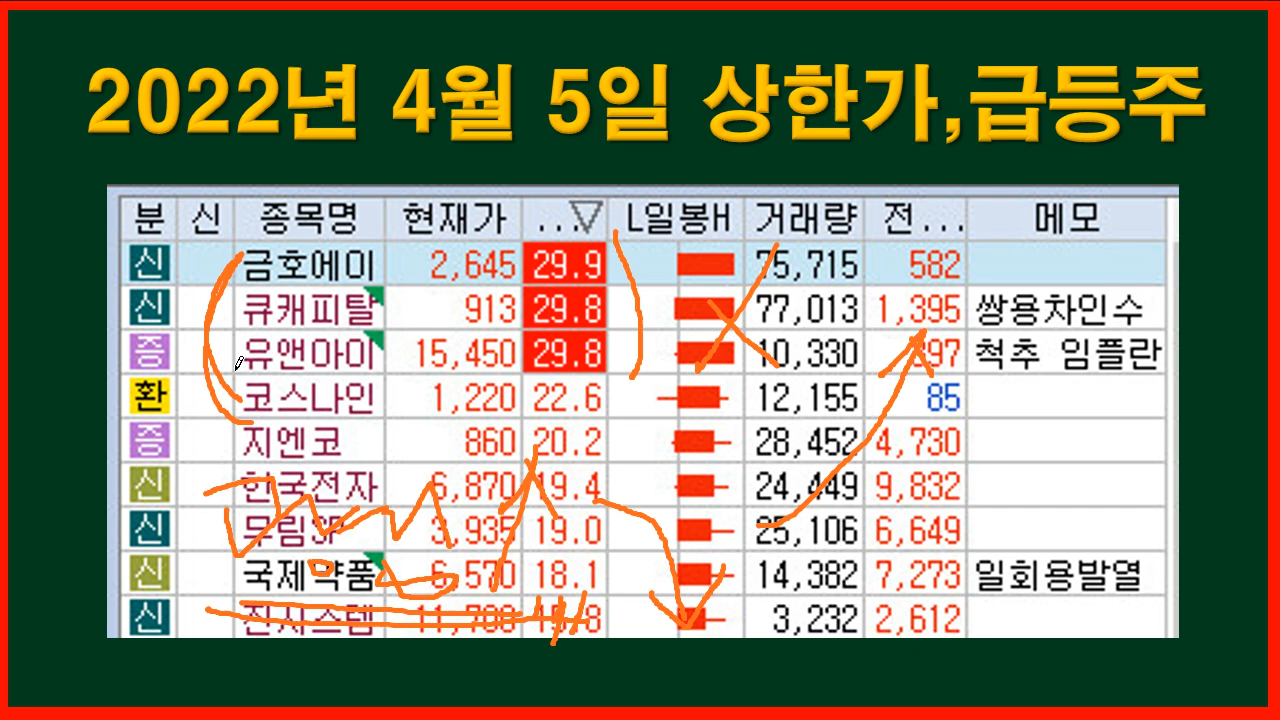 2022년 4월 5일 상한가,급등주
분 신 종목명 현재가 ...▽ L일봉H 거래량 전... 메모
신 금호에이 2,645 29.9 75,715 582
신 큐캐피탈 913 29.8 77,013 1,395 쌍용차인수
증 유앤아이 15,450 29.8 10,330 897 척추 임플란
환 코스나인 1,220 22.6 12,155 85
증 지엔코 860 20.2 28,452 4,730
신 한국전자 6,870 19.4 24,449 9,832
신 무림SP 3,935 19.0 25,106 6,649
신 국제약품 6,570 18.1 14,382 7,273 일회용발열
신 3,232 2,612